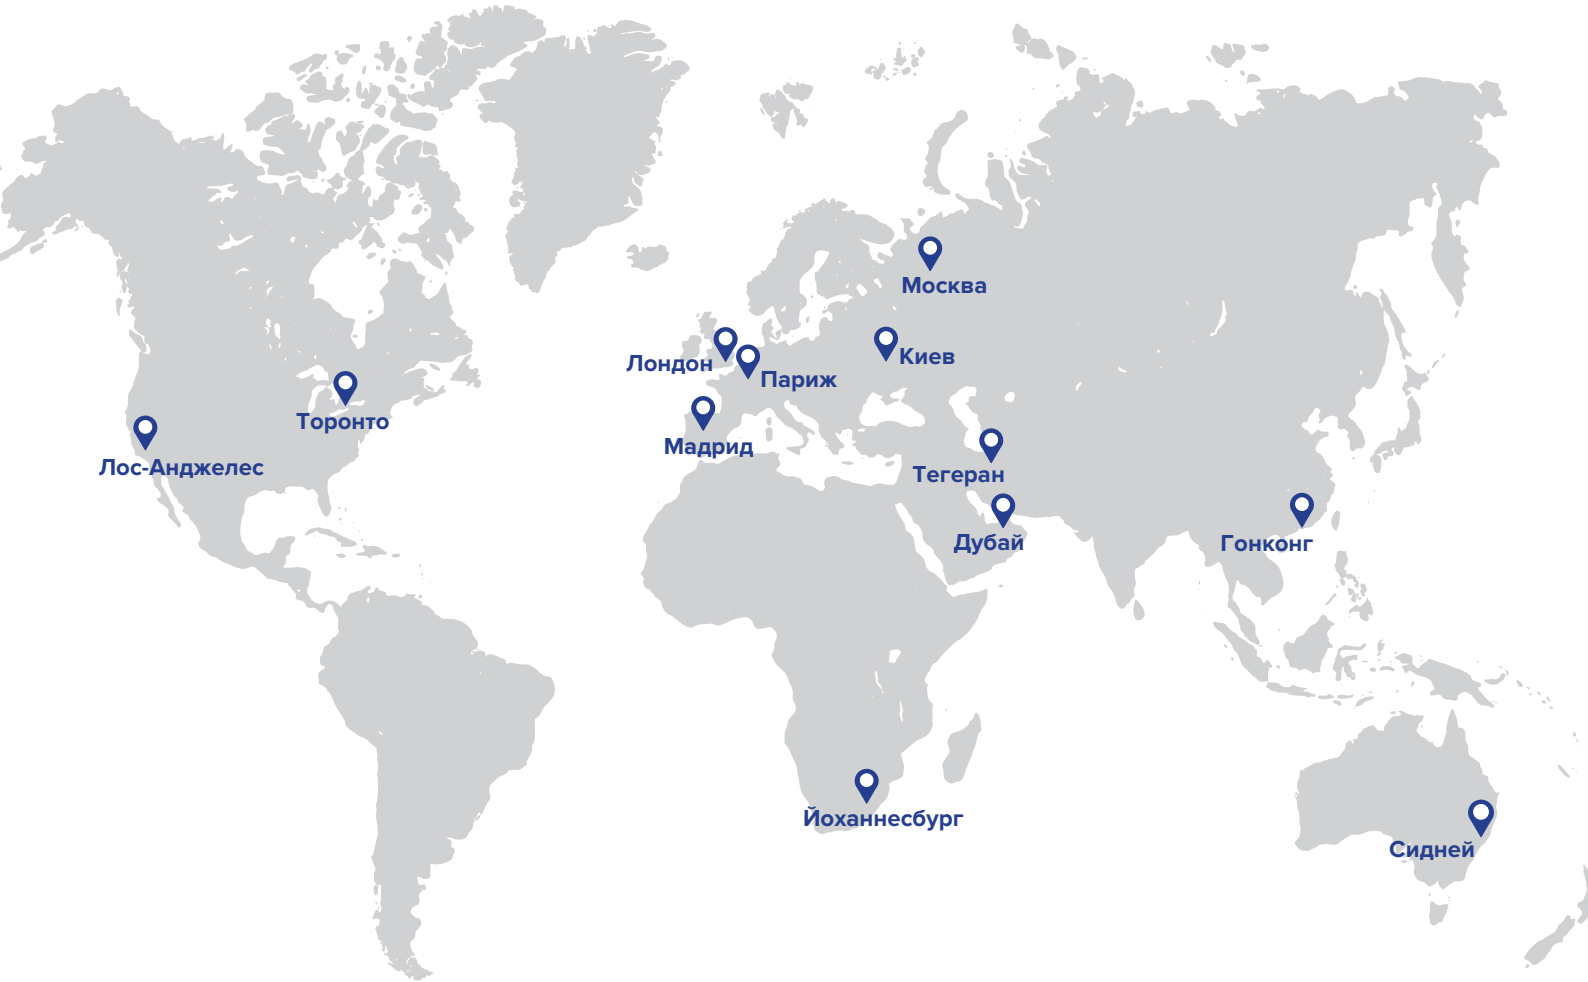 Москва
Киев
Лондон
Париж
Торонто
Мадрид
Лос-Анджелес
Тегеран
Дубай
Гонконг
Йоханнесбург
Сидней